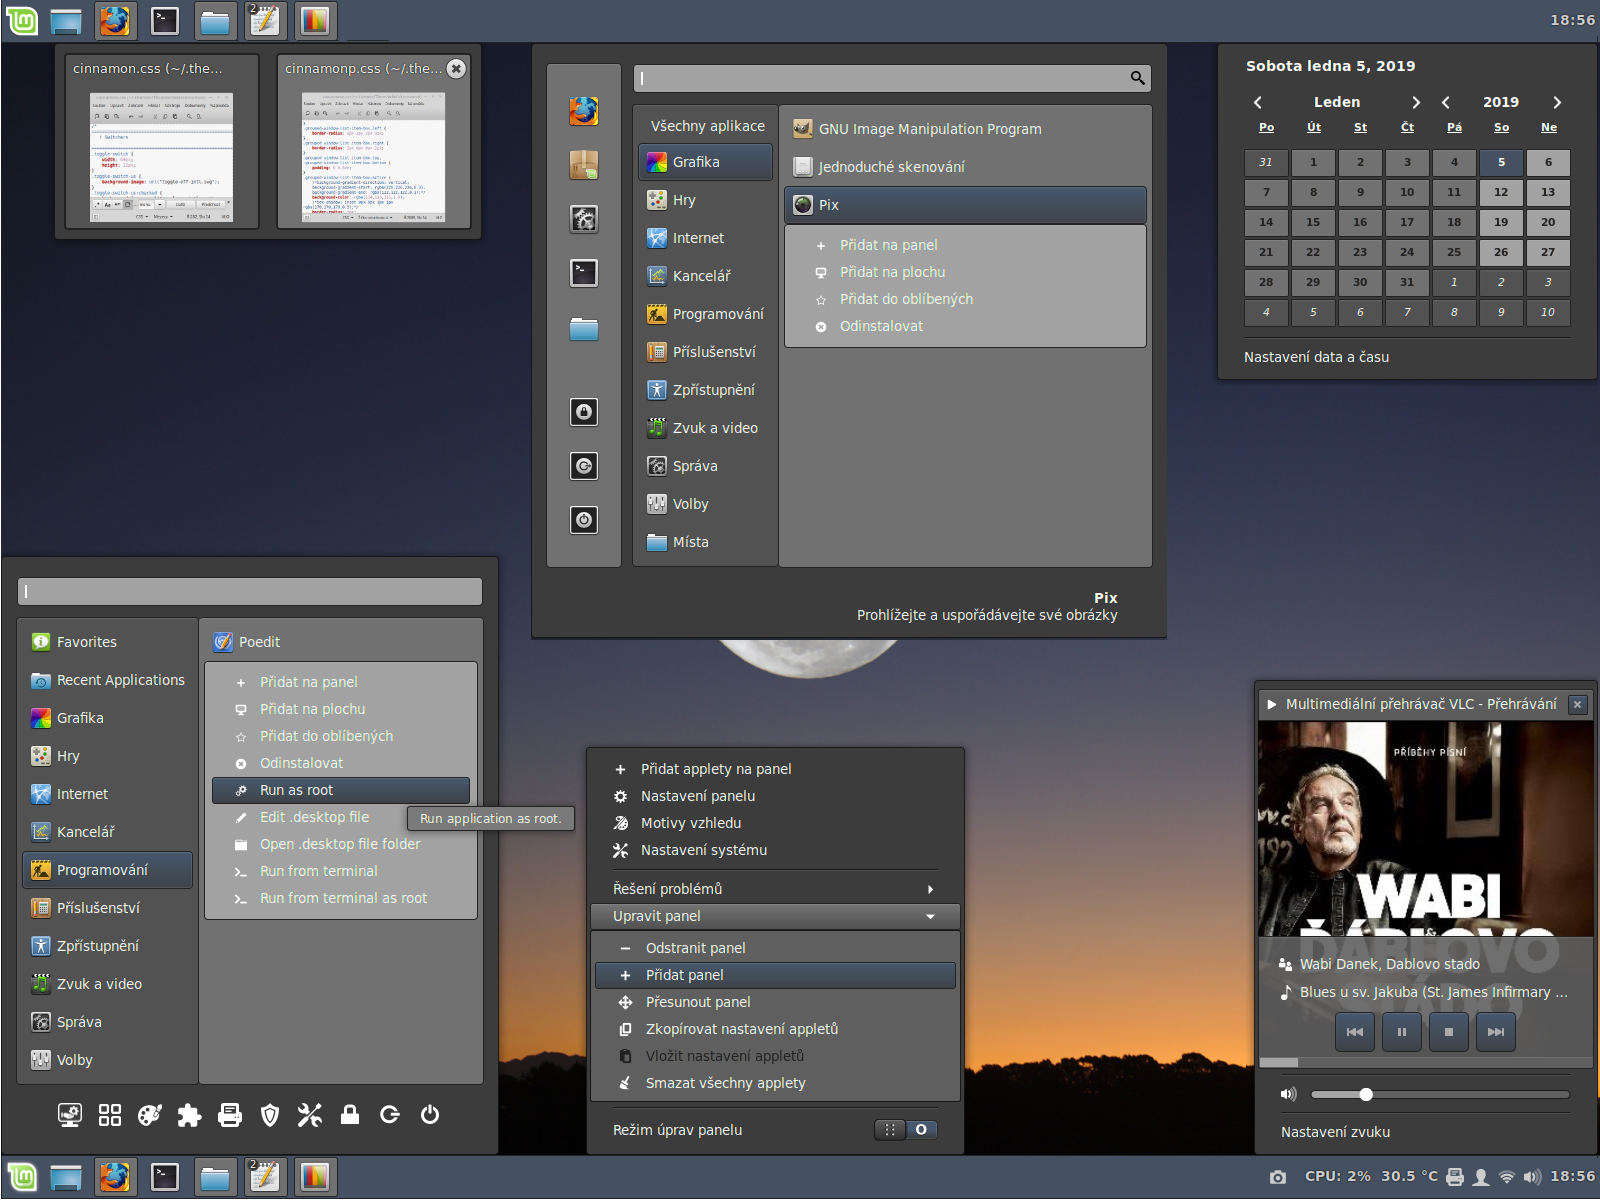 2
18:56
cinnamon.css (~/.the...
cinnamonp.css (~/.the...
Všechny aplikace
Grafika
Hry
Internet
Kancelář
Programování
Příslušenství
Zpřístupnění
Zvuk a video
Správa
Volby
Místa
GNU Image Manipulation Program
Jednoduché skenování
Pix
Přidat na panel
Přidat na plochu
Přidat do oblíbených
Odinstalovat
Pix
Prohlížejte a uspořádávejte své obrázky
Sobota ledna 5, 2019
Leden 2019
Po Út St Čt Pá So Ne
31 1 2 3 4 5 6
7 8 9 10 11 12 13
14 15 16 17 18 19 20
21 22 23 24 25 26 27
28 29 30 31 1 2 3
4 5 6 7 8 9 10
Nastavení data a času
Favorites
Recent Applications
Grafika
Hry
Internet
Kancelář
Programování
Příslušenství
Zpřístupnění
Zvuk a video
Správa
Volby
Poedit
Přidat na panel
Přidat na plochu
Přidat do oblíbených
Odinstalovat
Run as root
Edit .desktop file
Open .desktop file folder
Run from terminal
Run from terminal as root
Run application as root.
Přidat applety na panel
Nastavení panelu
Motivy vzhledu
Nastavení systému
Řešení problémů
Upravit panel
Odstranit panel
Přidat panel
Přesunout panel
Zkopírovat nastavení appletů
Vložit nastavení appletů
Smazat všechny applety
Režim úprav panelu
Multimediální přehrávač VLC - Přehrávání
PŘÍBĚHY PÍSNÍ
WABI
&
ĎÁBLOVO
STÁDO
Wabi Danek, Dablovo stado
Blues u sv. Jakuba (St. James Infirmary ...
Nastavení zvuku
2
CPU: 2% 30.5 °C 18:56